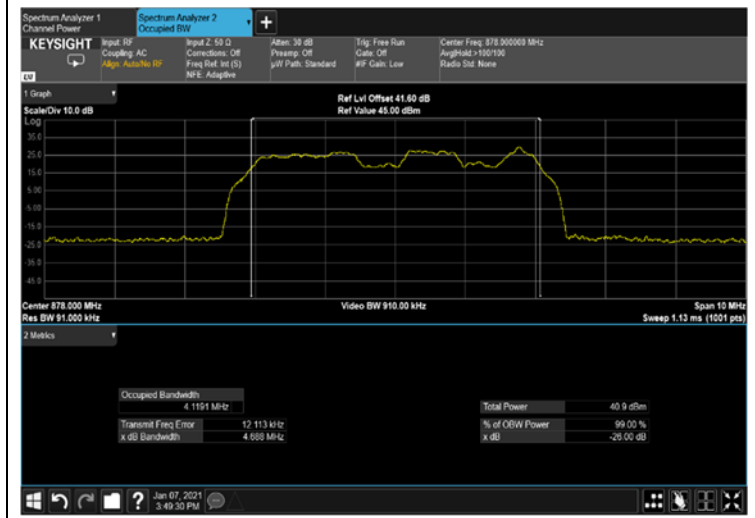 Spectrum Analyzer 1
Channel Power
Spectrum Analyzer 2
Occupied BW
KEYSIGHT
Input: RF
Coupling: AC
Align: Auto/No RF
Input Z: 50 Ω
Corrections: Off
Freq Ref: Int (S)
NFE: Adaptive
Atten: 30 dB
Preamp: Off
µW Path: Standard
Trig: Free Run
Gate: Off
#IF Gain: Low
Center Freq: 878.000000 MHz
Avg|Hold:>100/100
Radio Std: None
1 Graph
Scale/Div 10.0 dB
Ref Lvl Offset 41.60 dB
Ref Value 45.00 dBm
Log
35.0
25.0
15.0
5.00
-5.00
-15.0
-25.0
-35.0
-45.0
Center 878.000 MHz
Res BW 91.000 kHz
Video BW 910.00 kHz
Span 10 MHz
Sweep 1.13 ms (1001 pts)
2 Metrics
Occupied Bandwidth
4.1191 MHz
Transmit Freq Error 12.113 kHz
x dB Bandwidth 4.688 MHz
Total Power 40.9 dBm
% of OBW Power 99.00 %
x dB -26.00 dB
Jan 07, 2021
3:49:30 PM